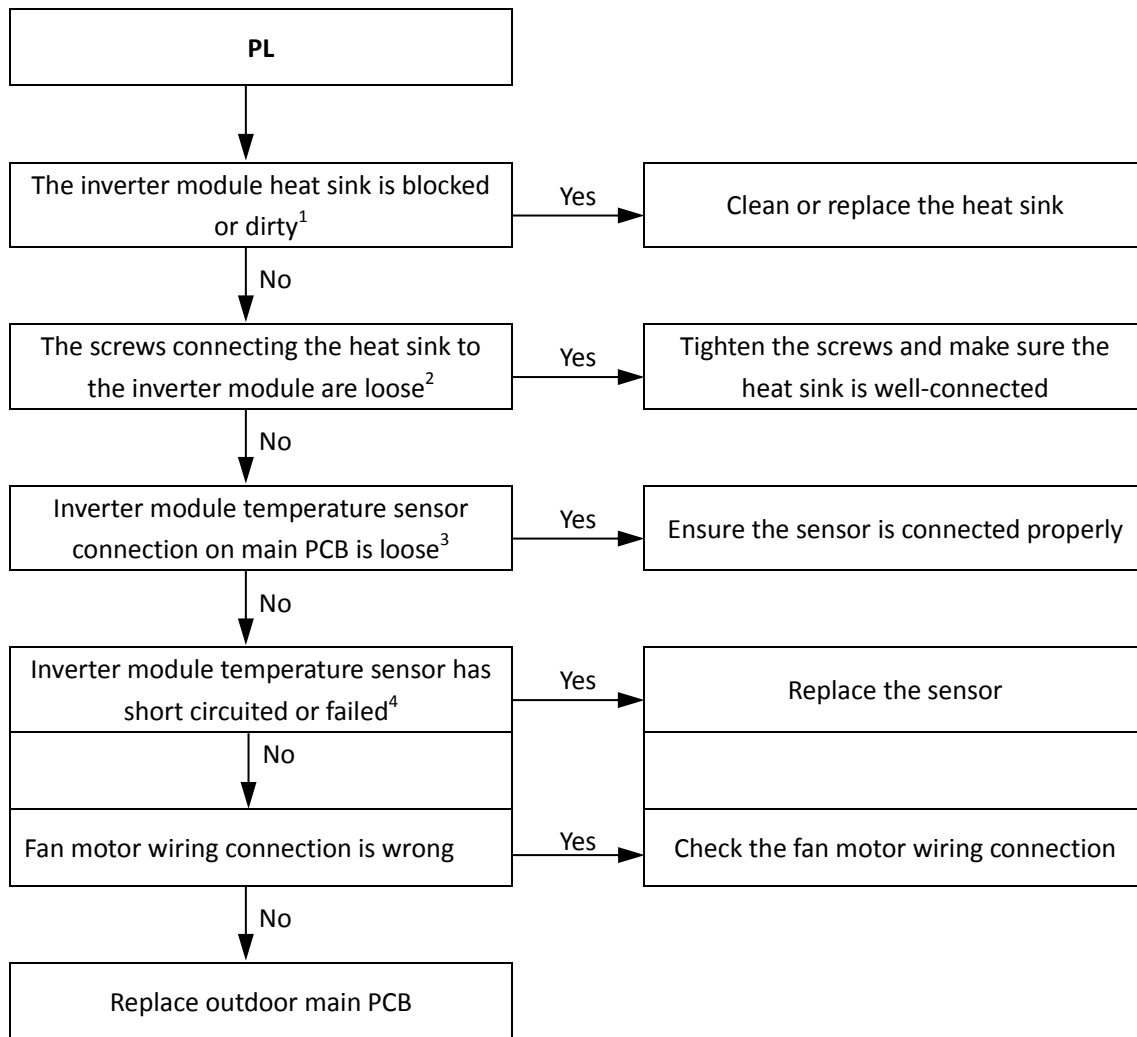 PL
The inverter module heat sink is blocked
or dirty1
Yes
Clean or replace the heat sink
No
The screws connecting the heat sink to
the inverter module are loose2
Yes
Tighten the screws and make sure the
heat sink is well-connected
No
Inverter module temperature sensor
connection on main PCB is loose3
Yes
Ensure the sensor is connected properly
No
Inverter module temperature sensor has
short circuited or failed4
Yes
Replace the sensor
No
Fan motor wiring connection is wrong
Yes
Check the fan motor wiring connection
No
Replace outdoor main PCB